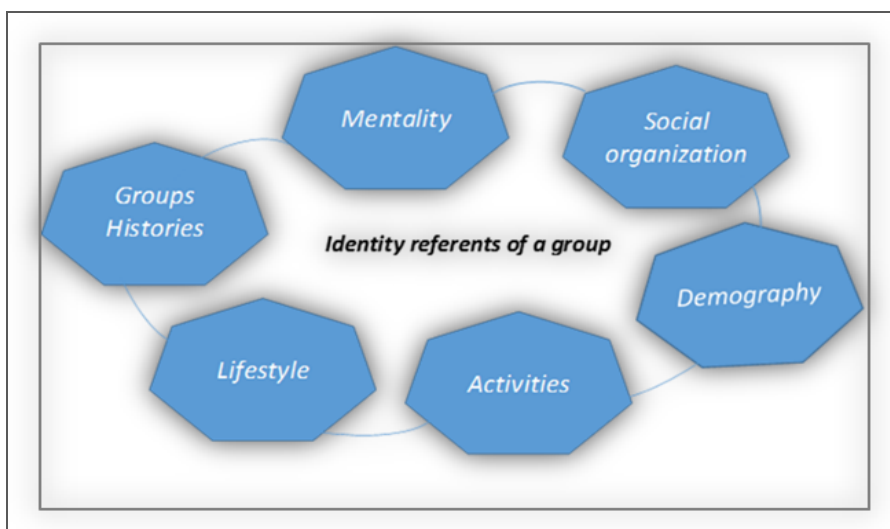 Mentality
Social
organization
Groups
Histories
Identity referents of a group
Demography
Lifestyle
Activities